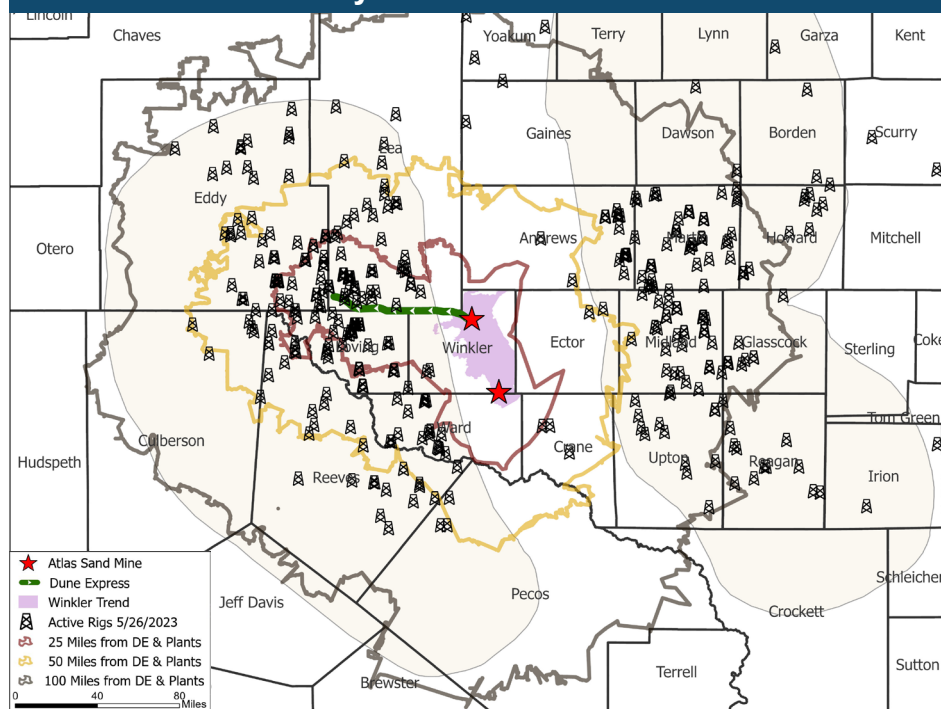 Lincoln
Chaves
Yoakum
Terry
Lynn
Garza
Kent
Gaines
Dawson
Borden
Scurry
Lea
Eddy
Otero
Andrews
Martin
Howard
Mitchell
Loving
Winkler
Ector
Midland
Glasscock
Sterling
Coke
Tom Green
Culberson
Ward
Crane
Hudspeth
Reeves
Upton
Reagan
Irion
Schleicher
Jeff Davis
Pecos
Crockett
Brewster
Terrell
Sutton
Atlas Sand Mine
Dune Express
Winkler Trend
Active Rigs 5/26/2023
25 Miles from DE & Plants
50 Miles from DE & Plants
100 Miles from DE & Plants
0 40 80
Miles